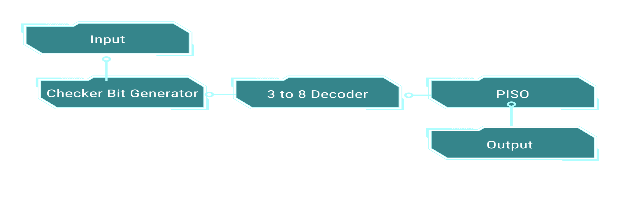 Input
Checker Bit Generator
3 to 8 Decoder
PISO
Output